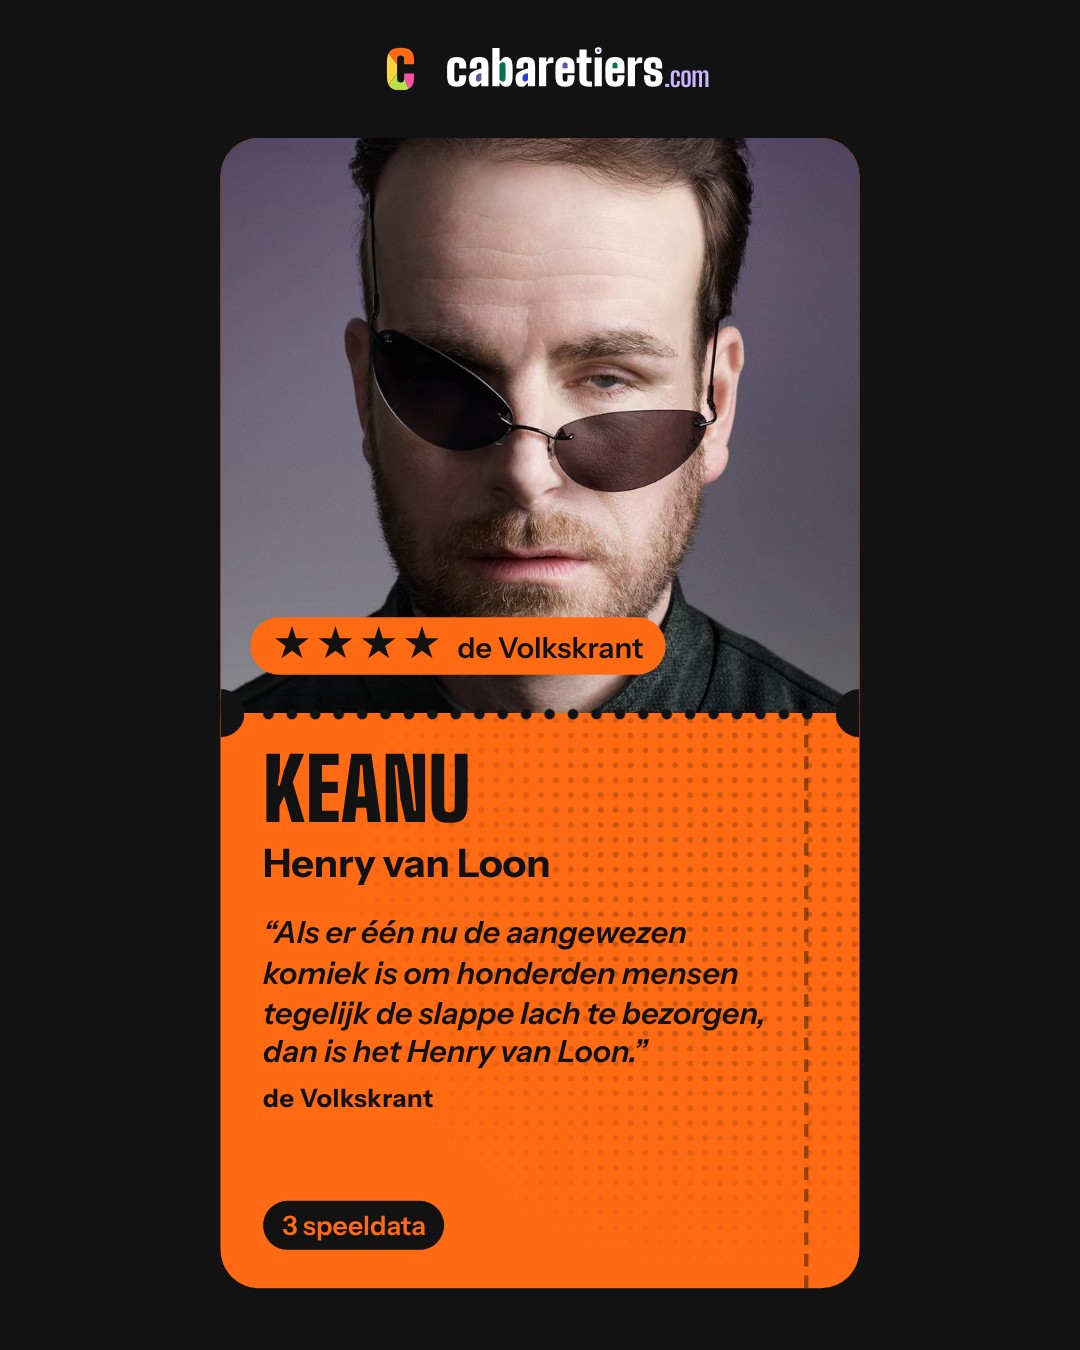 cabaretiers.com
★★★★ de Volkskrant
KEANU
Henry van Loon
“Als er één nu de aangewezen
komiek is om honderden mensen
tegelijk de slappe lach te bezorgen,
dan is het Henry van Loon.”
de Volkskrant
3 speeldata